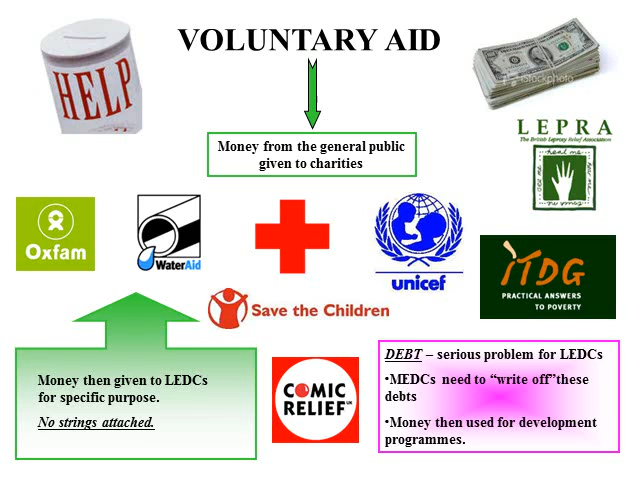 VOLUNTARY AID
HELP
iStockphoto
Money from the general public
given to charities
LEPRA
The British Leprosy Relief Association
heal me
Oxfam
WaterAid
unicef
iTDG
PRACTICAL ANSWERS
TO POVERTY
Save the Children
Money then given to LEDCs
for specific purpose.
No strings attached.
COMIC
RELIEF
DEBT – serious problem for LEDCs
•MEDCs need to “write off”these
debts
•Money then used for development
programmes.